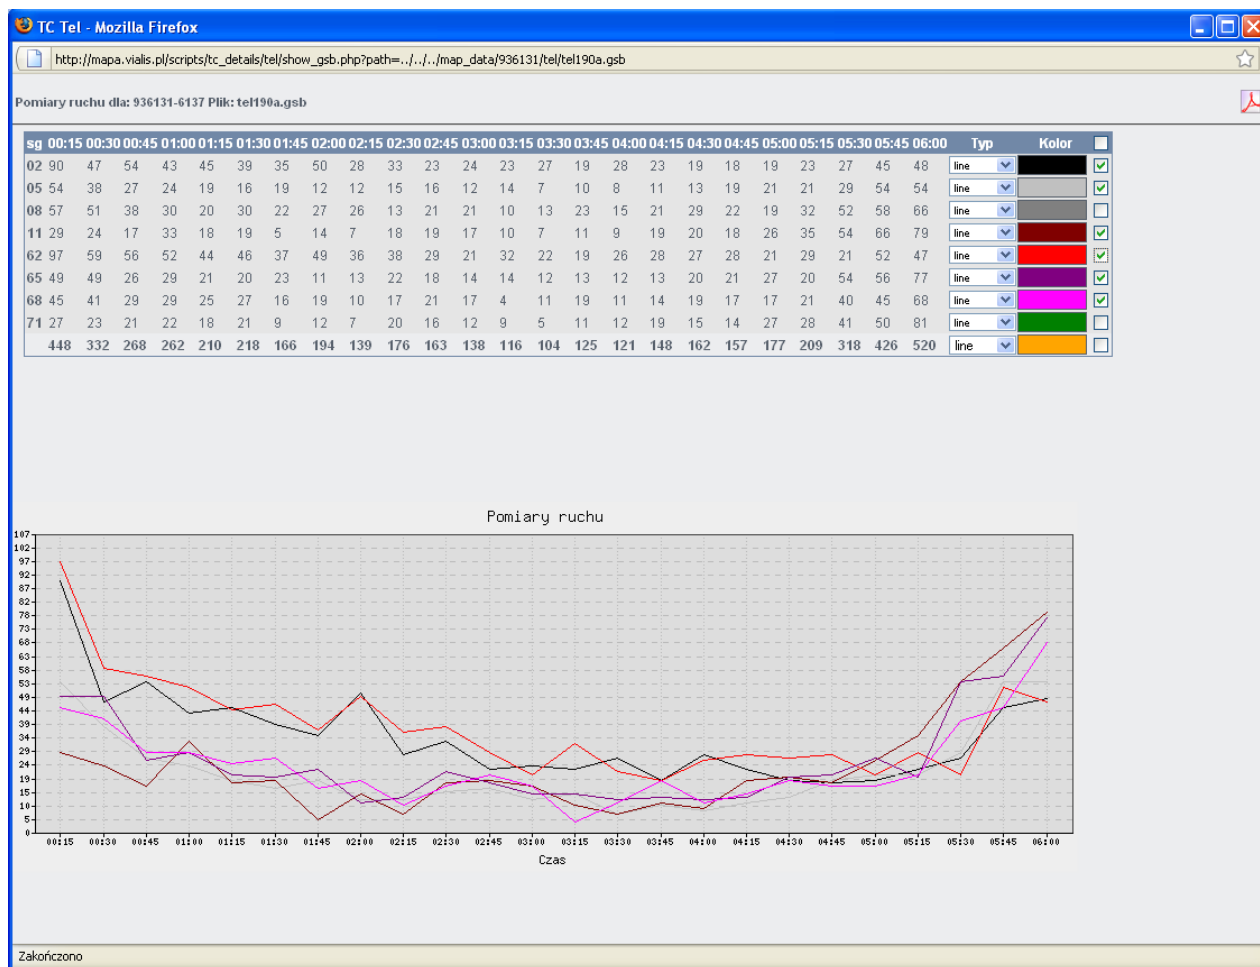 TC Tel - Mozilla Firefox
http://mapa.vialis.pl/scripts/tc_details/tel/show_gsb.php?path=../../../map_data/936131/tel/tel190a.gsb
Pomiary ruchu dla: 936131-6137 Plik: tel190a.gsb
sg 00:15 00:30 00:45 01:00 01:15 01:30 01:45 02:00 02:15 02:30 02:45 03:00 03:15 03:30 03:45 04:00 04:15 04:30 04:45 05:00 05:15 05:30 05:45 06:00 Typ Kolor
02 90 47 54 43 45 39 35 50 28 33 23 24 23 27 19 28 23 19 18 19 23 27 45 48 line
05 54 38 27 24 19 16 19 12 12 15 16 12 14 7 10 8 11 13 19 21 21 29 54 54 line
08 57 51 38 30 20 30 22 27 26 13 21 21 10 13 23 15 21 29 22 19 32 52 58 66 line
11 29 24 17 33 18 19 5 14 7 18 19 17 10 7 11 9 19 20 18 26 35 54 66 79 line
62 97 59 56 52 44 46 37 49 36 38 29 21 32 22 19 26 28 27 28 21 29 21 52 47 line
65 49 49 26 29 21 20 23 11 13 22 18 14 14 12 13 12 13 20 21 27 20 54 56 77 line
68 45 41 29 29 25 27 16 19 10 17 21 17 4 11 19 11 14 19 17 17 21 40 45 68 line
71 27 23 21 22 18 21 9 12 7 20 16 12 9 5 11 12 19 15 14 27 28 41 50 81 line
448 332 268 262 210 218 166 194 139 176 163 138 116 104 125 121 148 162 157 177 209 318 426 520 line
Pomiary ruchu
107
102
97
92
87
82
78
73
68
63
58
53
49
44
39
34
29
24
19
15
10
5
0
00:15 00:30 00:45 01:00 01:15 01:30 01:45 02:00 02:15 02:30 02:45 03:00 03:15 03:30 03:45 04:00 04:15 04:30 04:45 05:00 05:15 05:30 05:45 06:00
Czas
Zakończono